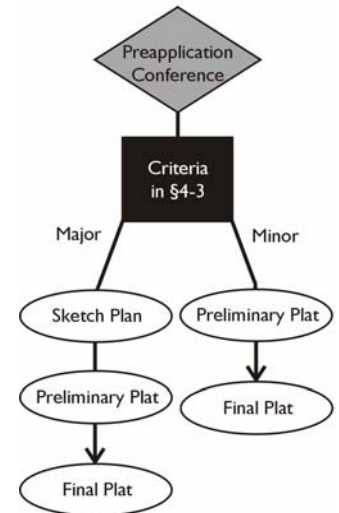 Preapplication
Conference
Criteria
in §4-3
Major
Minor
Sketch Plan
Preliminary Plat
Preliminary Plat
Final Plat
Final Plat